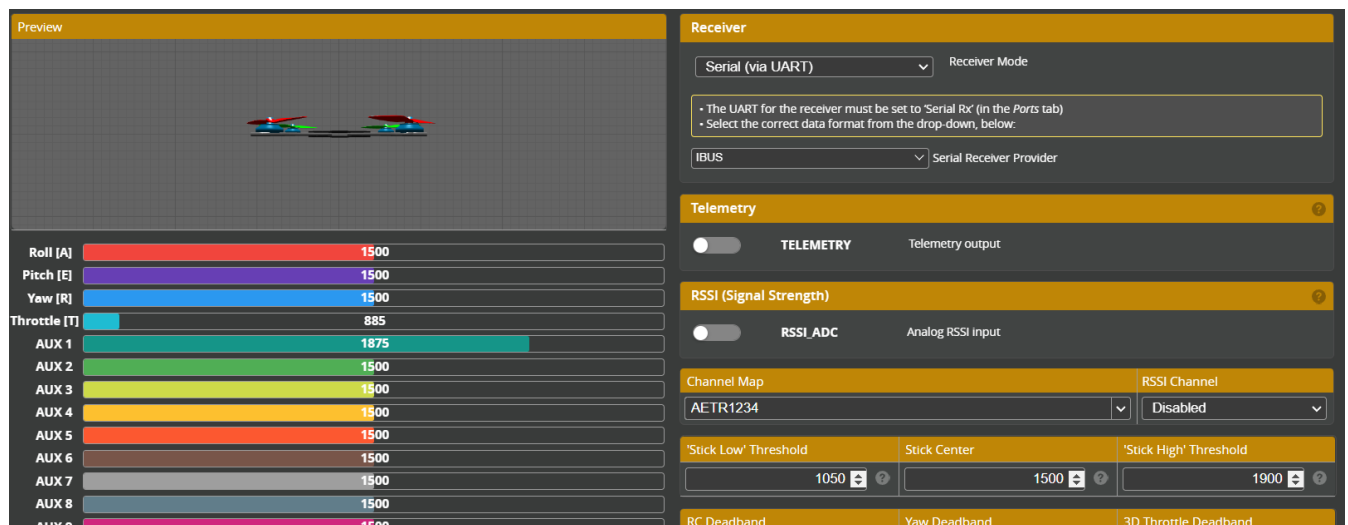 Preview
Roll [A] 1500
Pitch [E] 1500
Yaw [R] 1500
Throttle [T] 885
AUX 1 1875
AUX 2 1500
AUX 3 1500
AUX 4 1500
AUX 5 1500
AUX 6 1500
AUX 7 1500
AUX 8 1500
AUX 9 1500
Receiver
Serial (via UART) Receiver Mode
• The UART for the receiver must be set to 'Serial Rx' (in the Ports tab)
• Select the correct data format from the drop-down, below:
IBUS Serial Receiver Provider
Telemetry ?
TELEMETRY Telemetry output
RSSI (Signal Strength) ?
RSSI_ADC Analog RSSI input
Channel Map RSSI Channel
AETR1234 Disabled
'Stick Low' Threshold Stick Center 'Stick High' Threshold
1050 ? 1500 ? 1900 ?
RC Deadband Yaw Deadband 3D Throttle Deadband